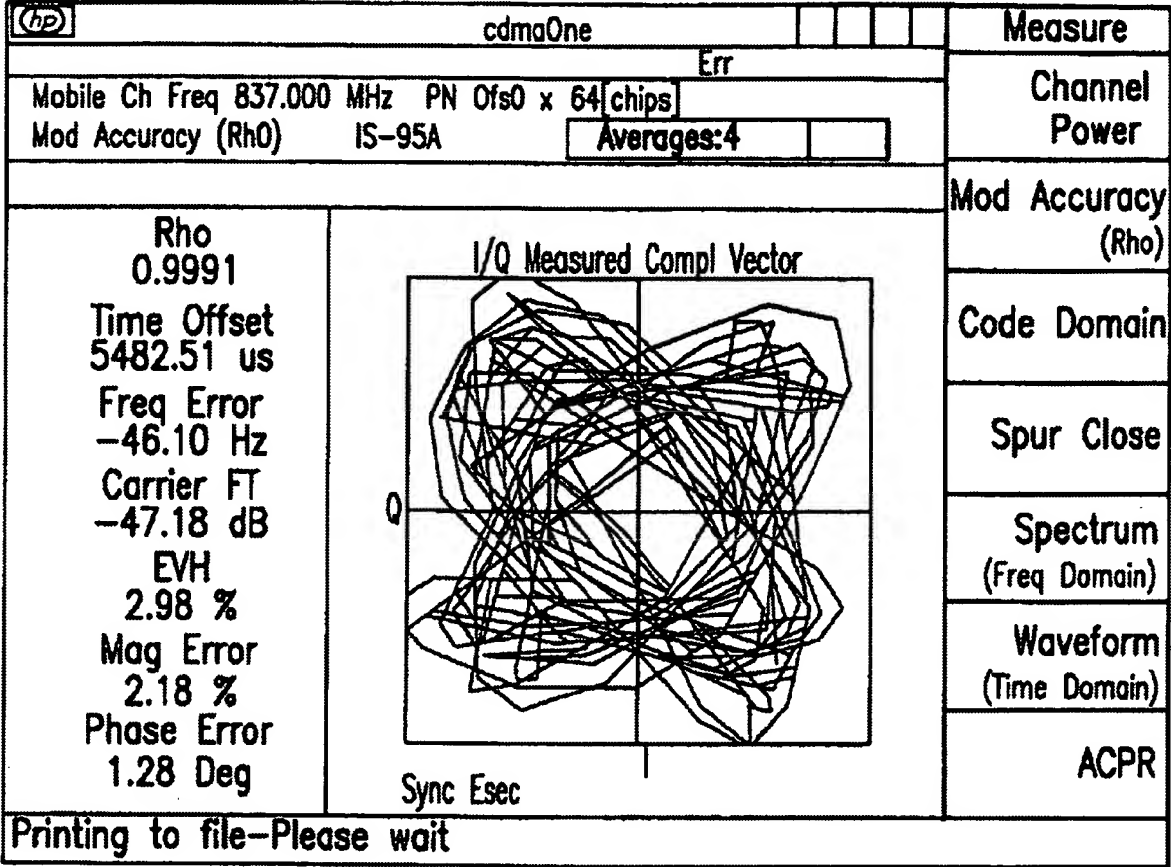 hp
cdmaOne
Err
Mobile Ch Freq 837.000 MHz PN Ofs0 x 64 chips
Mod Accuracy (Rh0) IS-95A Averages:4
Rho
0.9991
Time Offset
5482.51 us
Freq Error
-46.10 Hz
Carrier FT
-47.18 dB
EVH
2.98 %
Mag Error
2.18 %
Phase Error
1.28 Deg
I/Q Measured Compl Vector
Q
I
Sync Esec
Printing to file-Please wait
Measure
Channel
Power
Mod Accuracy
(Rho)
Code Domain
Spur Close
Spectrum
(Freq Domain)
Waveform
(Time Domain)
ACPR